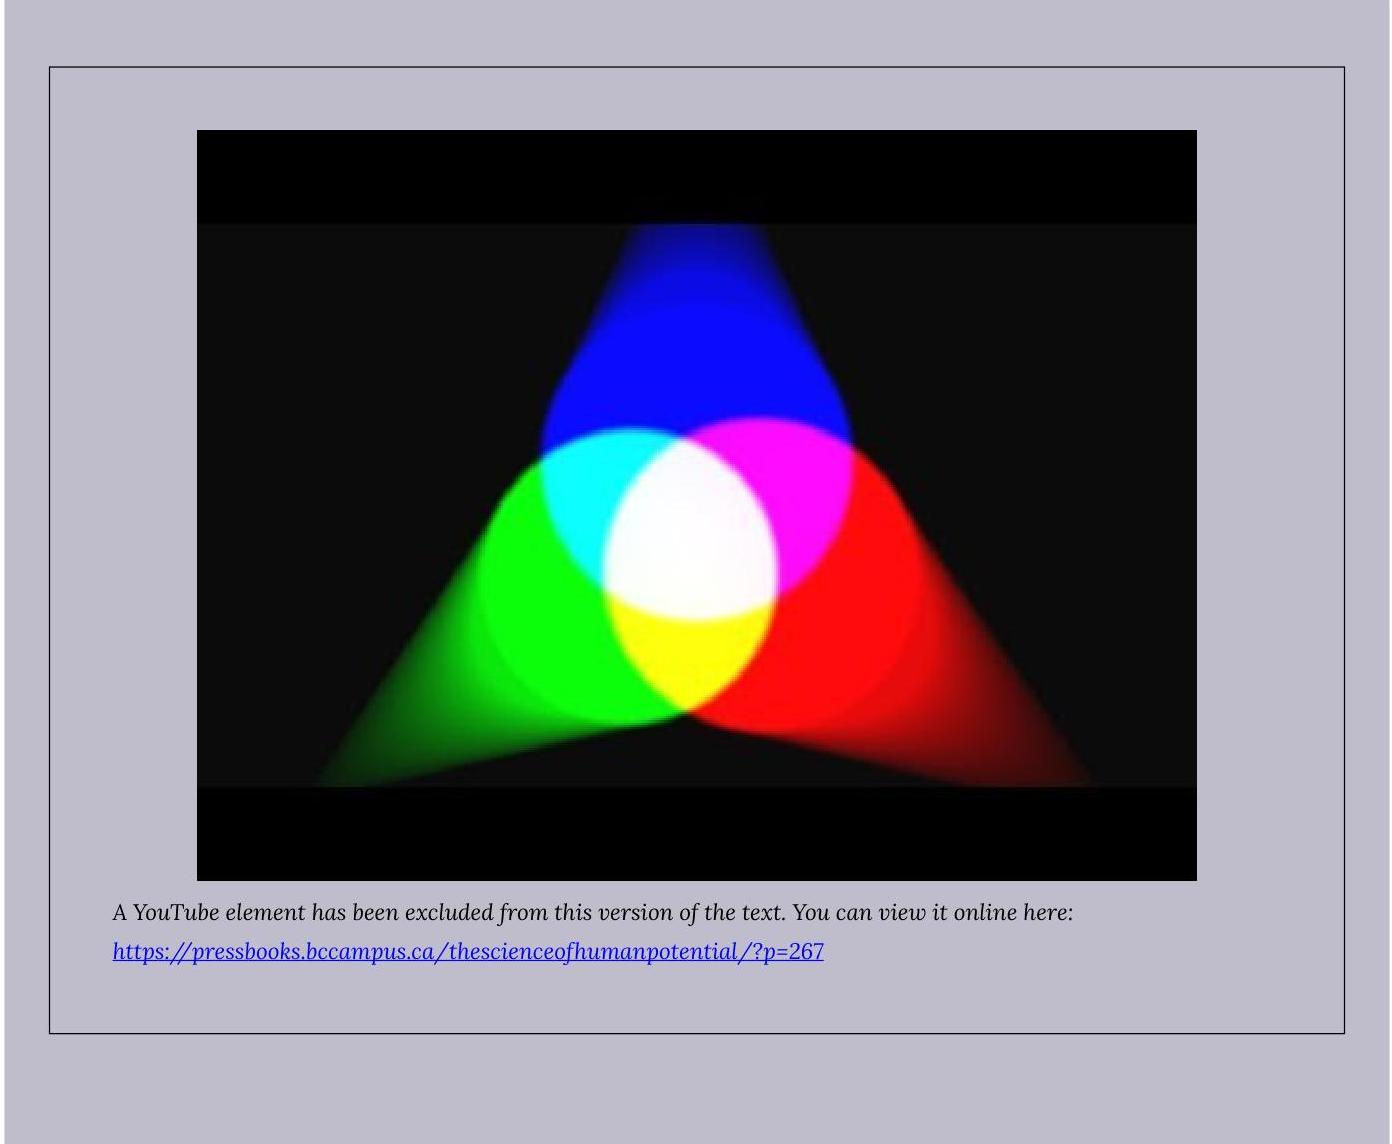 A YouTube element has been excluded from this version of the text. You can view it online here:
https://pressbooks.bccampus.ca/thescienceofhumanpotential/?p=267